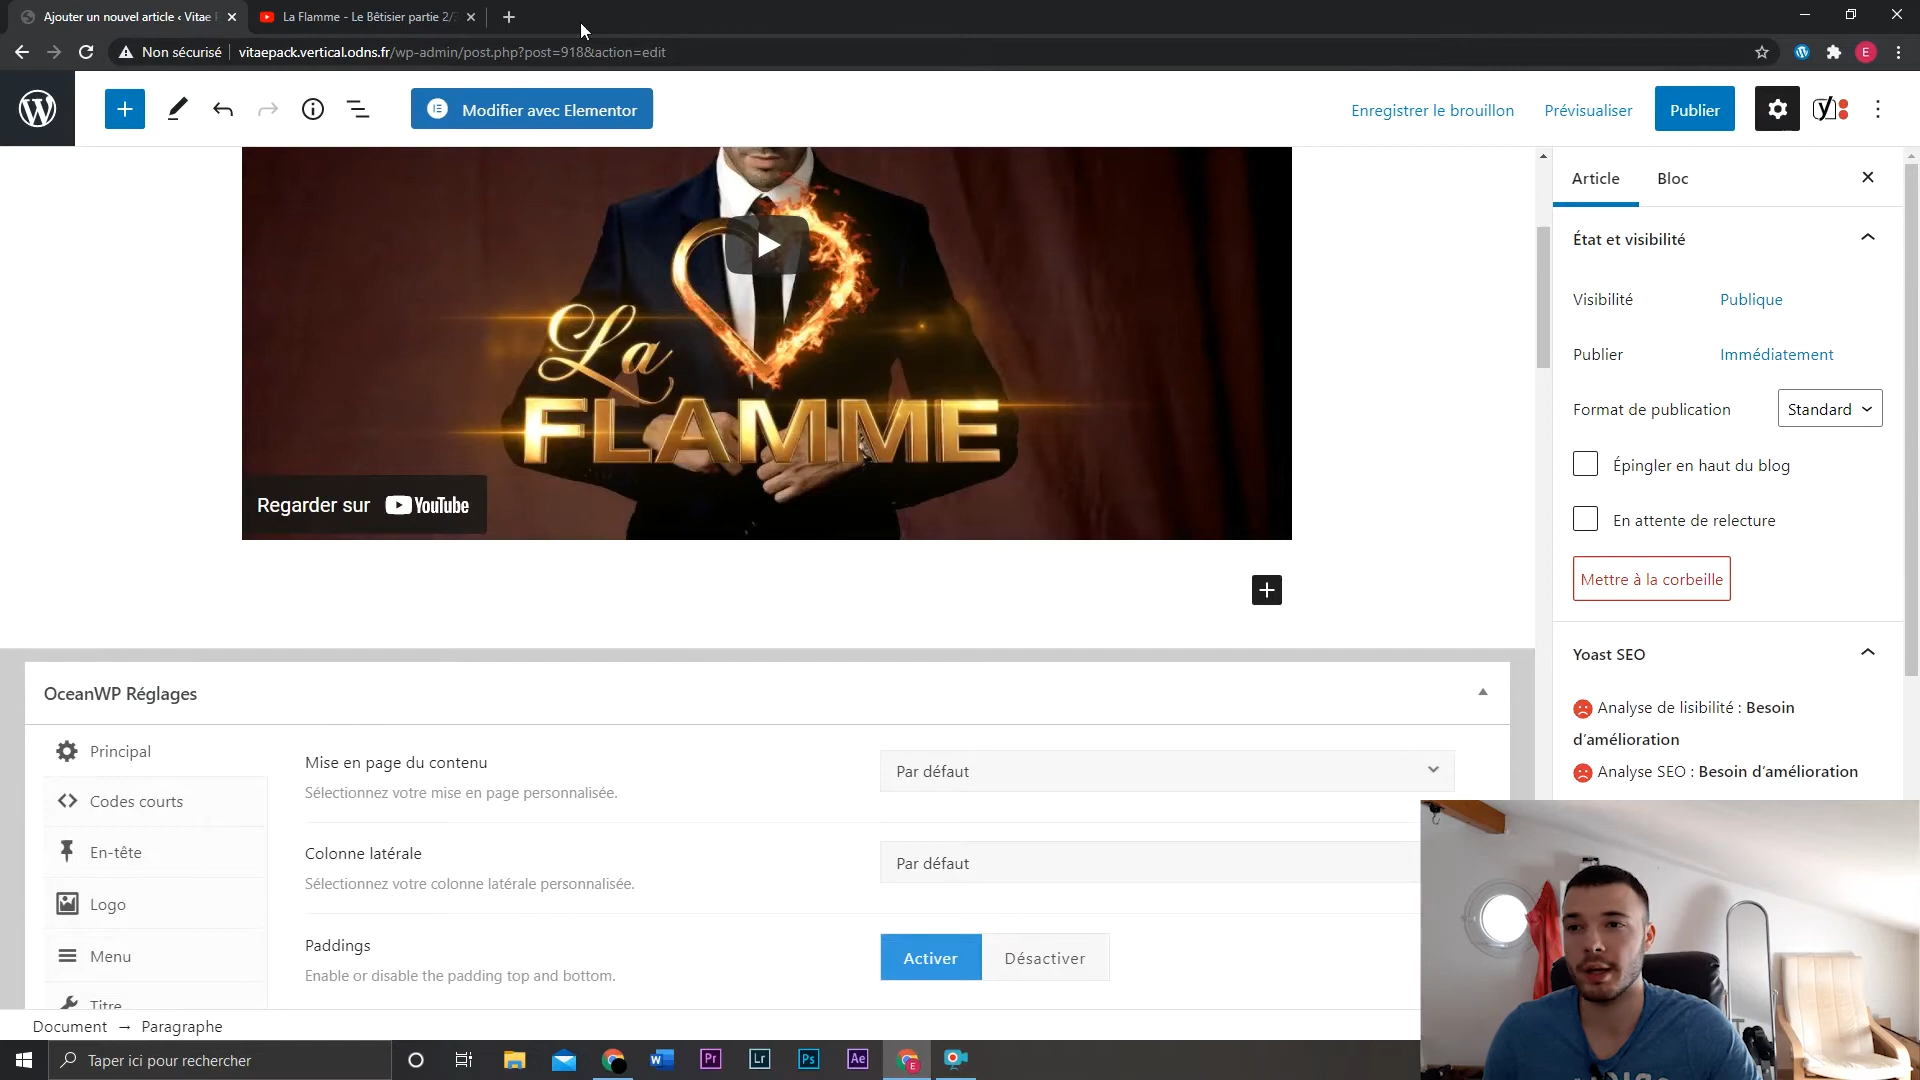 Ajouter un nouvel article ‹ Vitae P
La Flamme - Le Bêtisier partie 2/
Non sécurisé
vitaepack.vertical.odns.fr/wp-admin/post.php?post=918&action=edit
E
Modifier avec Elementor
Enregistrer le brouillon
Prévisualiser
Publier
Article
Bloc
État et visibilité
Visibilité
Publique
Publier
Immédiatement
Format de publication
Standard
Épingler en haut du blog
En attente de relecture
Mettre à la corbeille
Yoast SEO
Analyse de lisibilité : Besoin
d'amélioration
Analyse SEO : Besoin d'amélioration
La
FLAMME
Regarder sur YouTube
OceanWP Réglages
Principal
Codes courts
En-tête
Logo
Menu
Titre
Mise en page du contenu
Sélectionnez votre mise en page personnalisée.
Par défaut
Colonne latérale
Sélectionnez votre colonne latérale personnalisée.
Par défaut
Paddings
Enable or disable the padding top and bottom.
Activer
Désactiver
Document → Paragraphe
Taper ici pour rechercher
Pr
Lr
Ps
Ae